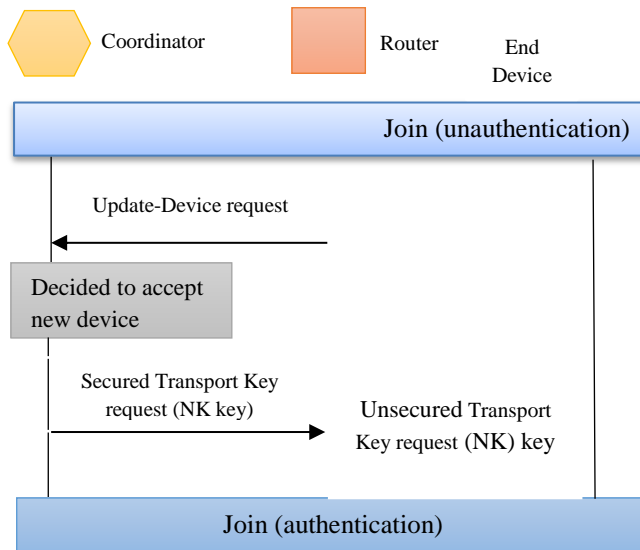 Coordinator
Router
End
Device
Join (unauthentication)
Update-Device request
Decided to accept
new device
Secured Transport Key
request (NK key)
Unsecured Transport
Key request (NK) key
Join (authentication)